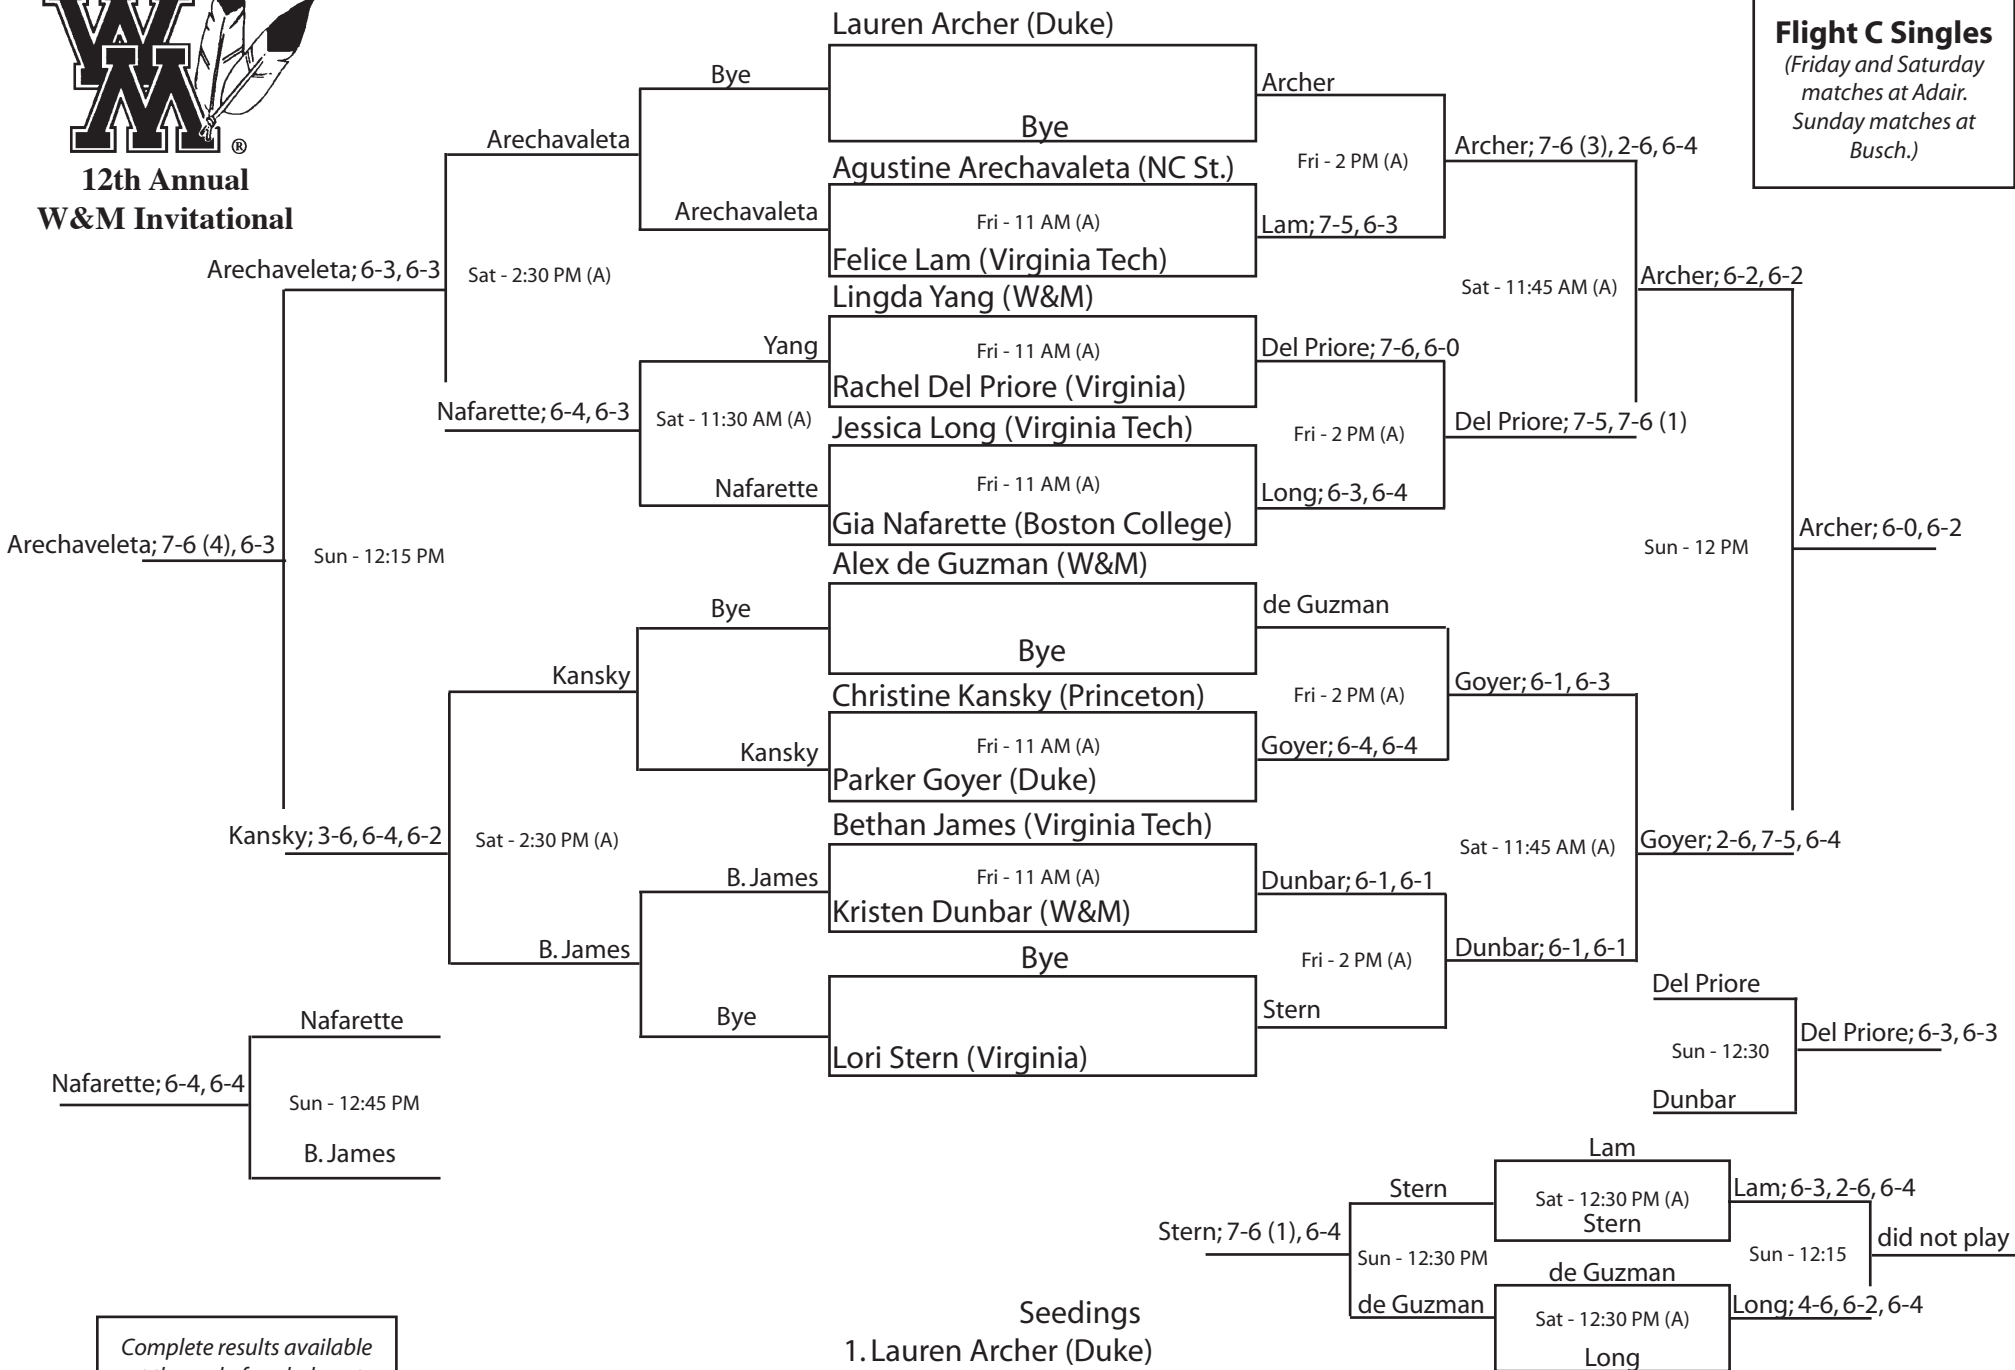 WM
®
12th Annual
W&M Invitational
Flight C Singles
(Friday and Saturday
matches at Adair.
Sunday matches at
Busch.)
Lauren Archer (Duke)
Bye
Agustine Arechavaleta (NC St.)
Fri - 11 AM (A)
Felice Lam (Virginia Tech)
Lingda Yang (W&M)
Fri - 11 AM (A)
Rachel Del Priore (Virginia)
Jessica Long (Virginia Tech)
Fri - 11 AM (A)
Gia Nafarette (Boston College)
Alex de Guzman (W&M)
Bye
Christine Kansky (Princeton)
Fri - 11 AM (A)
Parker Goyer (Duke)
Bethan James (Virginia Tech)
Fri - 11 AM (A)
Kristen Dunbar (W&M)
Bye
Lori Stern (Virginia)
Archer
Fri - 2 PM (A)
Lam; 7-5, 6-3
Del Priore; 7-6, 6-0
Fri - 2 PM (A)
Long; 6-3, 6-4
de Guzman
Fri - 2 PM (A)
Goyer; 6-4, 6-4
Dunbar; 6-1, 6-1
Fri - 2 PM (A)
Stern
Archer; 7-6 (3), 2-6, 6-4
Sat - 11:45 AM (A)
Del Priore; 7-5, 7-6 (1)
Goyer; 6-1, 6-3
Sat - 11:45 AM (A)
Dunbar; 6-1, 6-1
Archer; 6-2, 6-2
Sun - 12 PM
Goyer; 2-6, 7-5, 6-4
Archer; 6-0, 6-2
Bye
Arechavaleta
Yang
Sat - 11:30 AM (A)
Nafarette
Bye
Kansky
B. James
Bye
Arechavaleta
Sat - 2:30 PM (A)
Nafarette; 6-4, 6-3
Kansky
Sat - 2:30 PM (A)
B. James
Arechaveleta; 6-3, 6-3
Sun - 12:15 PM
Kansky; 3-6, 6-4, 6-2
Arechaveleta; 7-6 (4), 6-3
Nafarette
Nafarette; 6-4, 6-4
Sun - 12:45 PM
B. James
Del Priore
Sun - 12:30
Dunbar
Del Priore; 6-3, 6-3
Lam
Sat - 12:30 PM (A)
Stern
de Guzman
Sat - 12:30 PM (A)
Long
Stern
Sun - 12:30 PM
de Guzman
Stern; 7-6 (1), 6-4
Lam; 6-3, 2-6, 6-4
Sun - 12:15
Long; 4-6, 6-2, 6-4
did not play
Seedings
1. Lauren Archer (Duke)
Complete results available